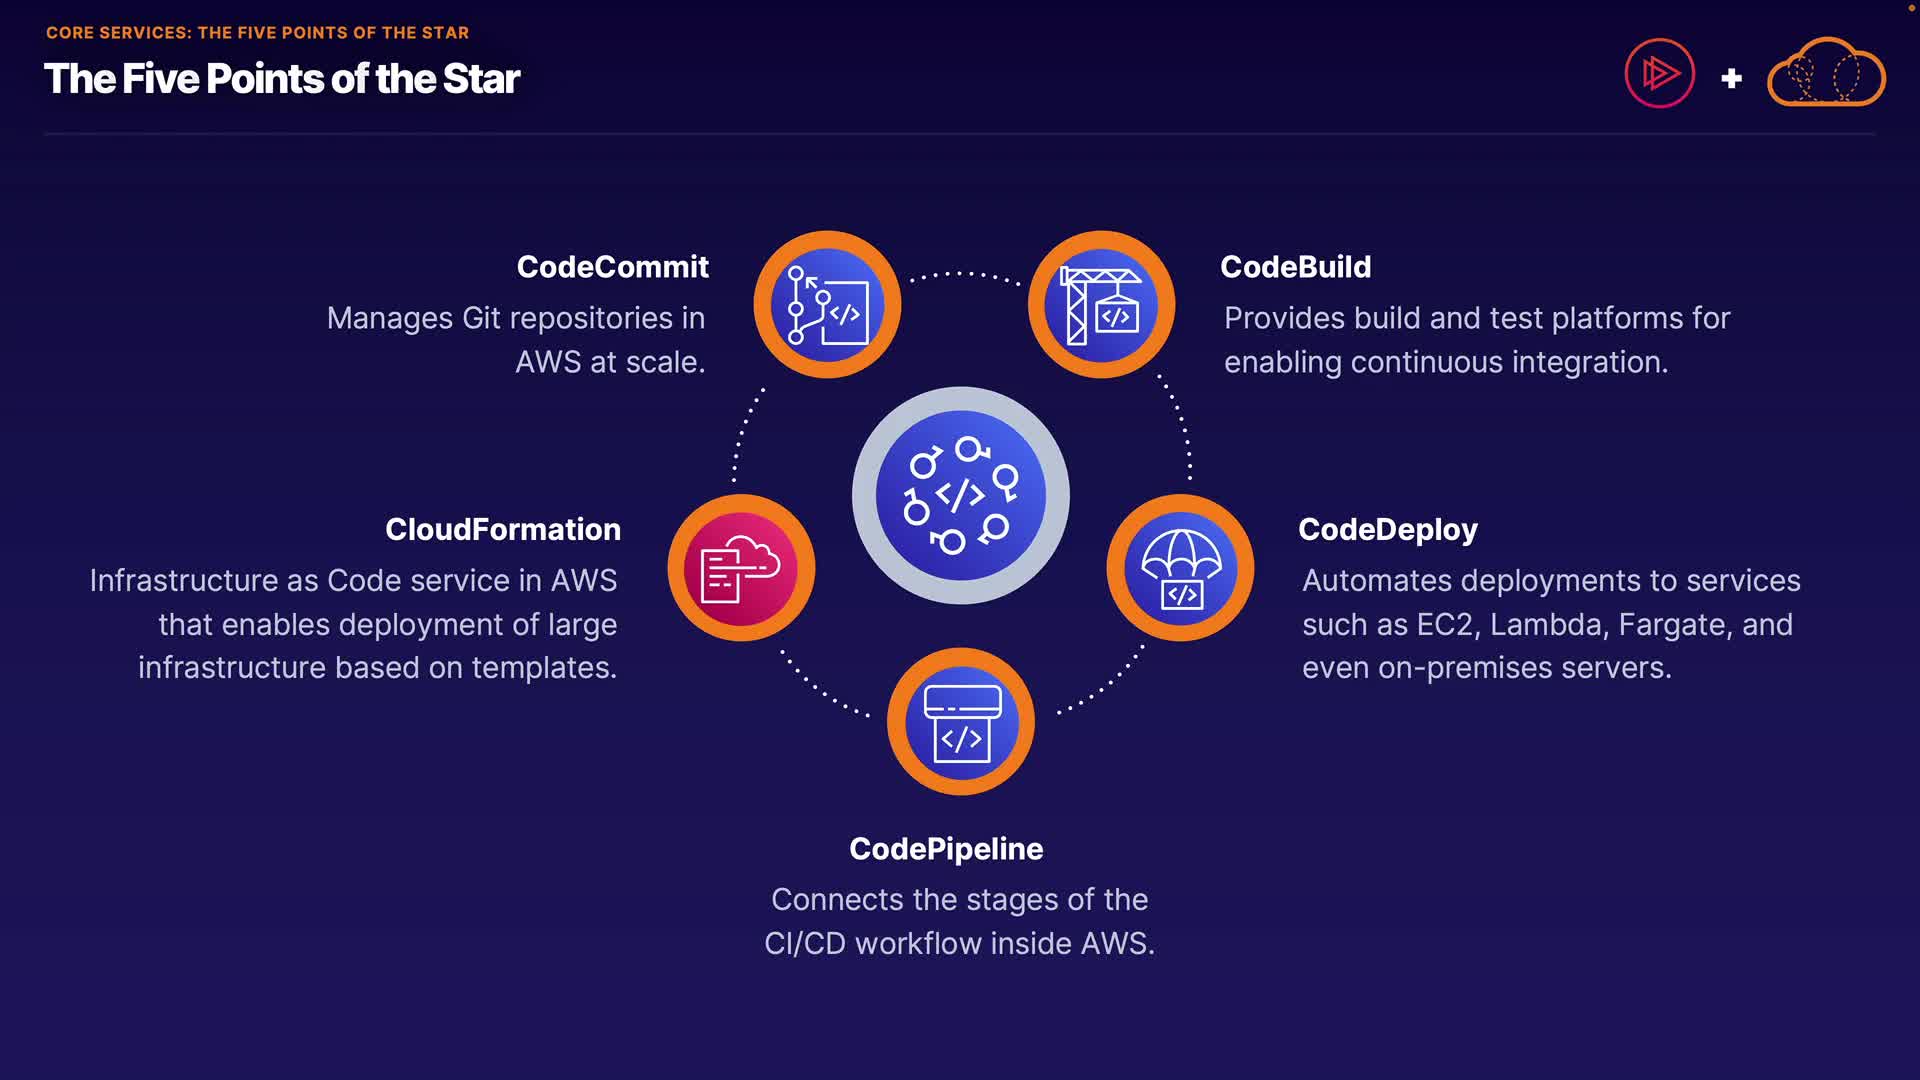 CORE SERVICES: THE FIVE POINTS OF THE STAR
The Five Points of the Star
CodeCommit
Manages Git repositories in
AWS at scale.
CodeBuild
Provides build and test platforms for
enabling continuous integration.
CloudFormation
Infrastructure as Code service in AWS
that enables deployment of large
infrastructure based on templates.
CodeDeploy
Automates deployments to services
such as EC2, Lambda, Fargate, and
even on-premises servers.
CodePipeline
Connects the stages of the
CI/CD workflow inside AWS.